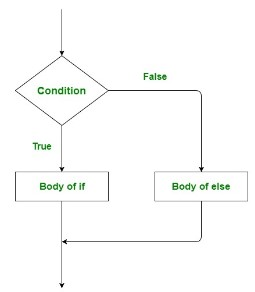 Condition
False
True
Body of if
Body of else